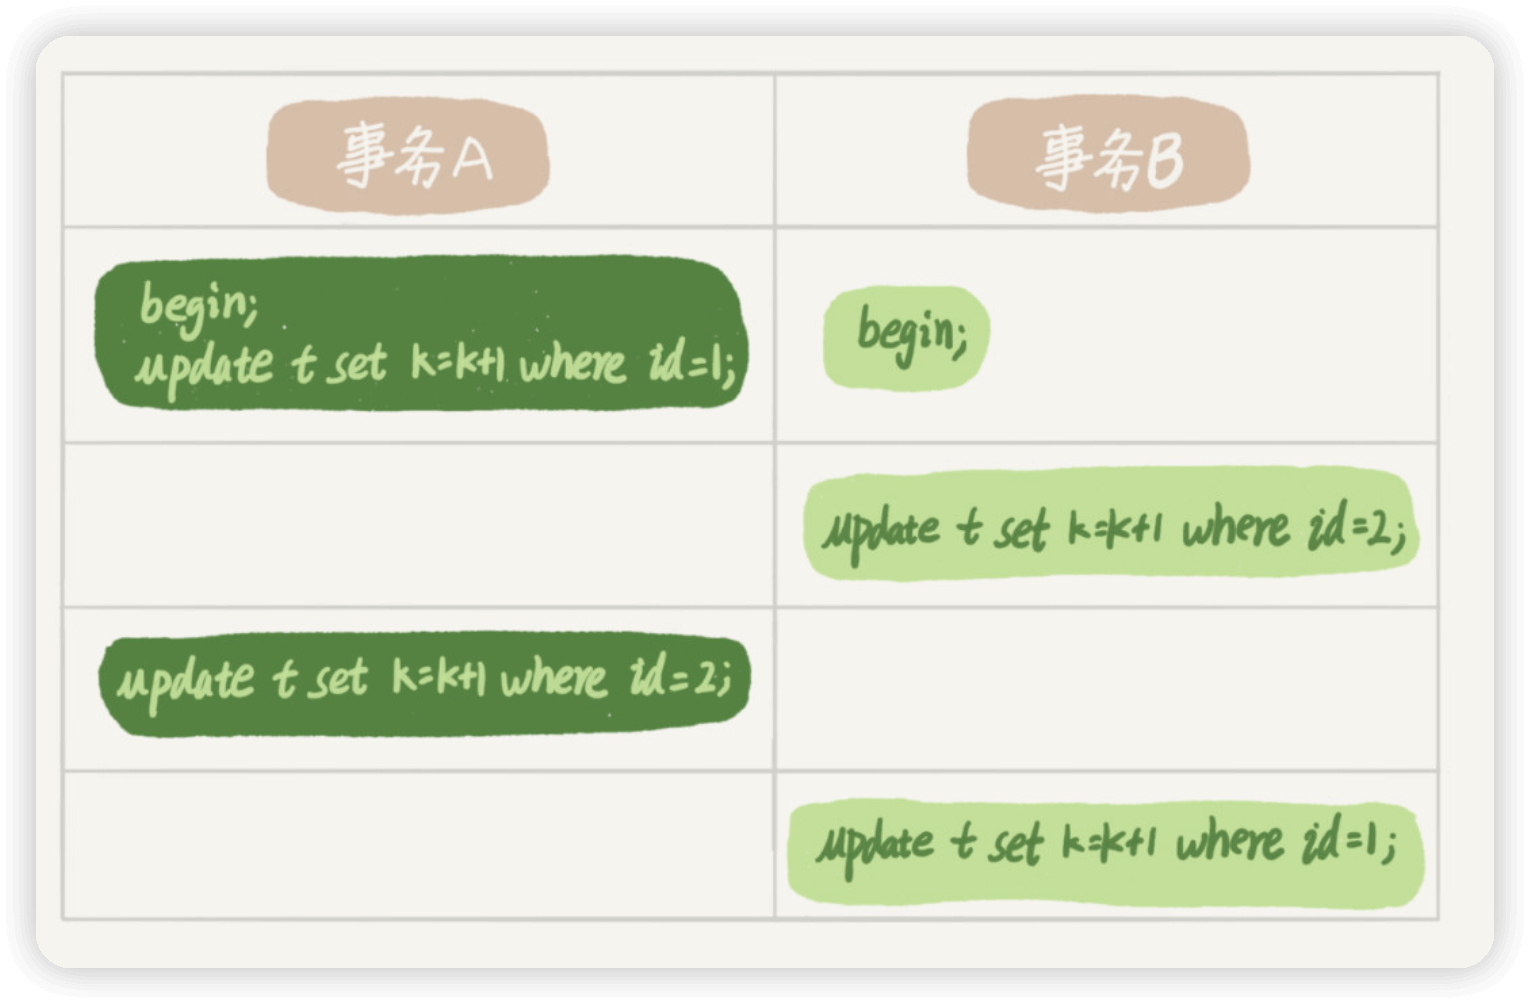 事务A
事务B
begin;
update t set k=k+1 where id=1;
begin;
update t set k=k+1 where id=2;
update t set k=k+1 where id=2;
update t set k=k+1 where id=1;